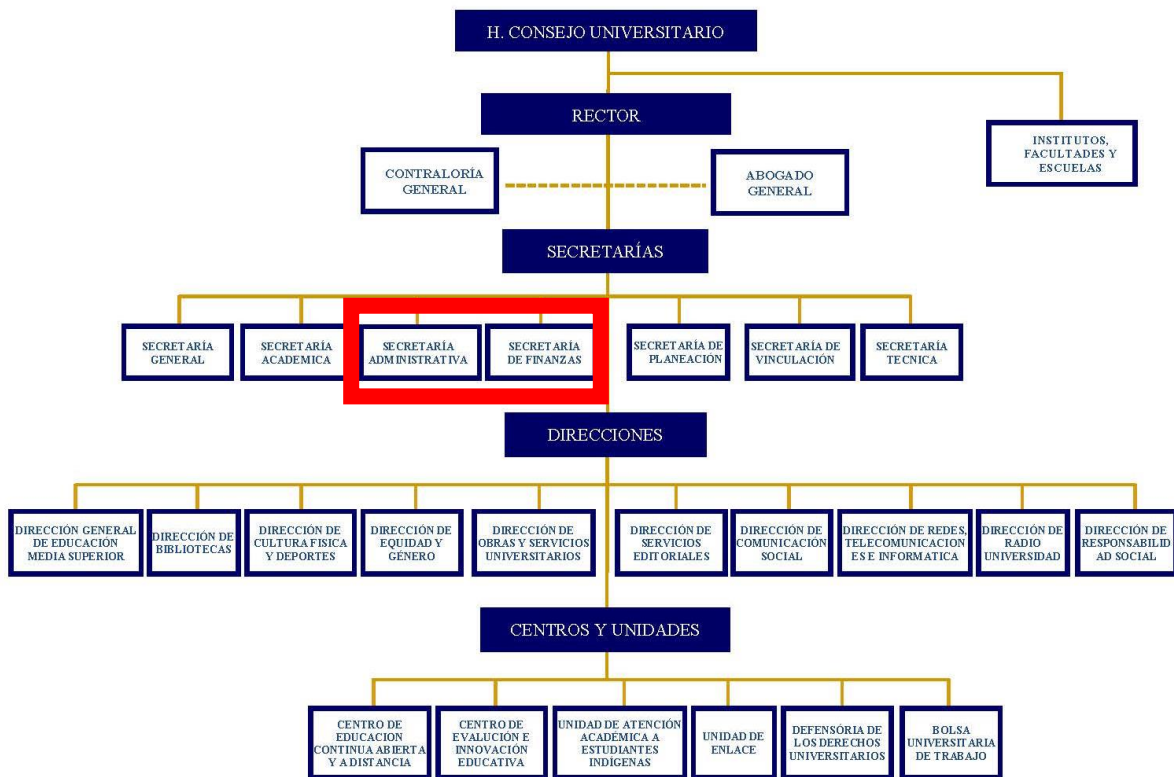 H. CONSEJO UNIVERSITARIO
RECTOR
INSTITUTOS,
FACULTADES Y
ESCUELAS
CONTRALORÍA
GENERAL
ABOGADO
GENERAL
SECRETARÍAS
SECRETARÍA
GENERAL
SECRETARÍA
ACADEMICA
SECRETARÍA
ADMINISTRATIVA
SECRETARÍA
DE FINANZAS
SECRETARÍA DE
PLANEACIÓN
SECRETARÍA DE
VINCULACIÓN
SECRETARÍA
TECNICA
DIRECCIONES
DIRECCIÓN GENERAL
DE EDUCACIÓN
MEDIA SUPERIOR
DIRECCIÓN DE
BIBLIOTECAS
DIRECCIÓN DE
CULTURA FISICA
Y DEPORTES
DIRECCIÓN DE
EQUIDAD Y
GÉNERO
DIRECCIÓN DE
OBRAS Y SERVICIOS
UNIVERSITARIOS
DIRECCIÓN DE
SERVICIOS
EDITORIALES
DIRECCIÓN DE
COMUNICACIÓN
SOCIAL
DIRECCIÓN DE REDES,
TELECOMUNICACION
ES E INFORMATICA
DIRECCIÓN DE
RADIO
UNIVERSIDAD
DIRECCIÓN DE
RESPONSABILID
AD SOCIAL
CENTROS Y UNIDADES
CENTRO DE
EDUCACION
CONTINUA ABIERTA
Y A DISTANCIA
CENTRO DE
EVALUCIÓN E
INNOVACIÓN
EDUCATIVA
UNIDAD DE ATENCIÓN
ACADÉMICA A
ESTUDIANTES
INDÍGENAS
UNIDAD DE
ENLACE
DEFENSÓRIA DE
LOS DERECHOS
UNIVERSITARIOS
BOLSA
UNIVERSITARIA
DE TRABAJO